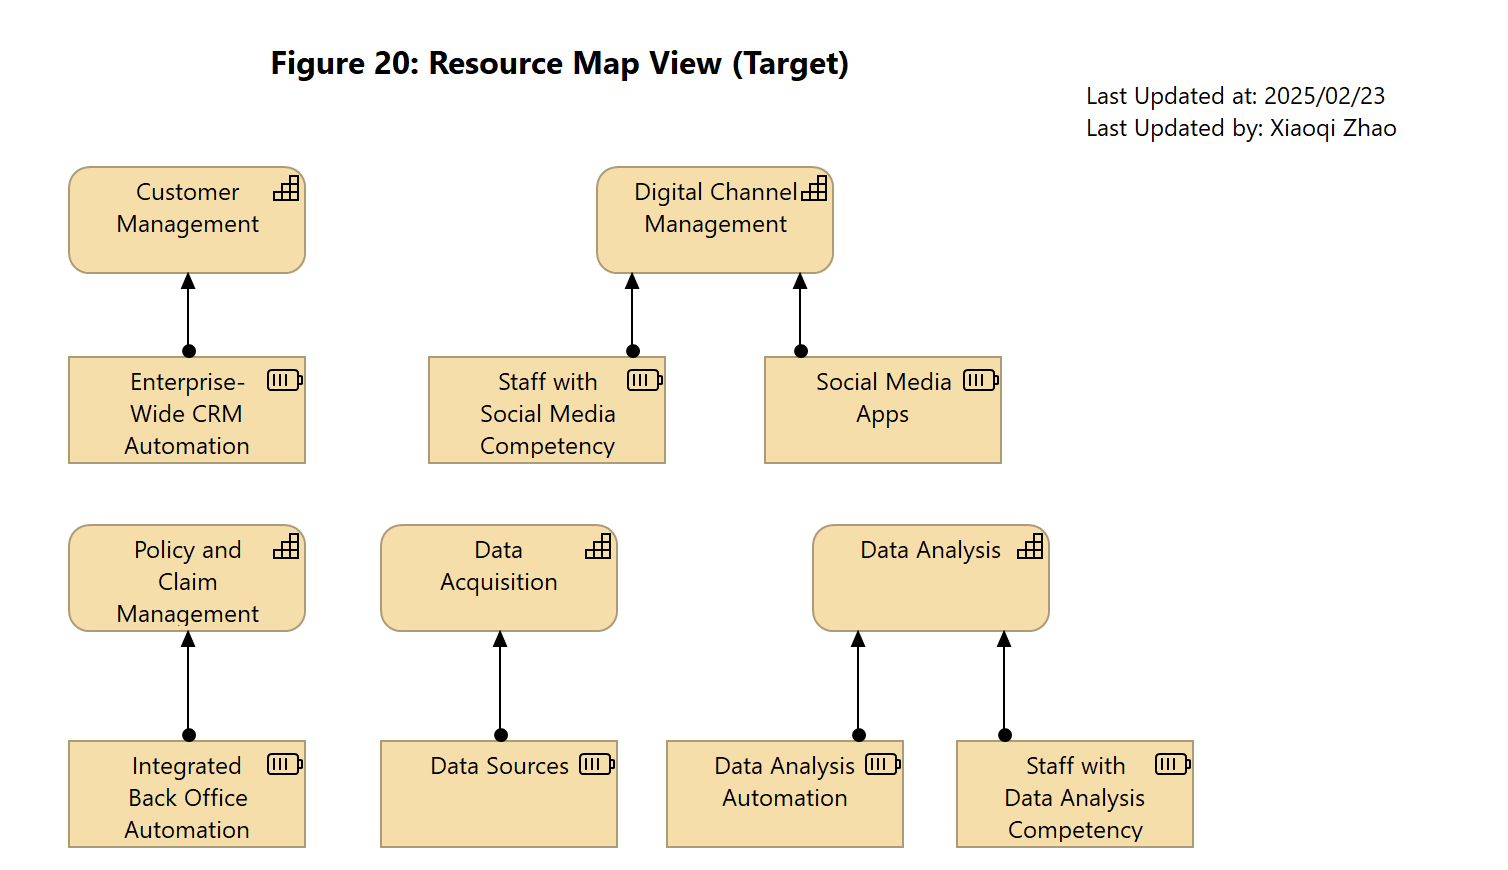 Figure 20: Resource Map View (Target)
Last Updated at: 2025/02/23
Last Updated by: Xiaoqi Zhao
Customer
Management
Digital Channel
Management
Enterprise-
Wide CRM
Automation
Staff with
Social Media
Competency
Social Media
Apps
Policy and
Claim
Management
Data
Acquisition
Data Analysis
Integrated
Back Office
Automation
Data Sources
Data Analysis
Automation
Staff with
Data Analysis
Competency